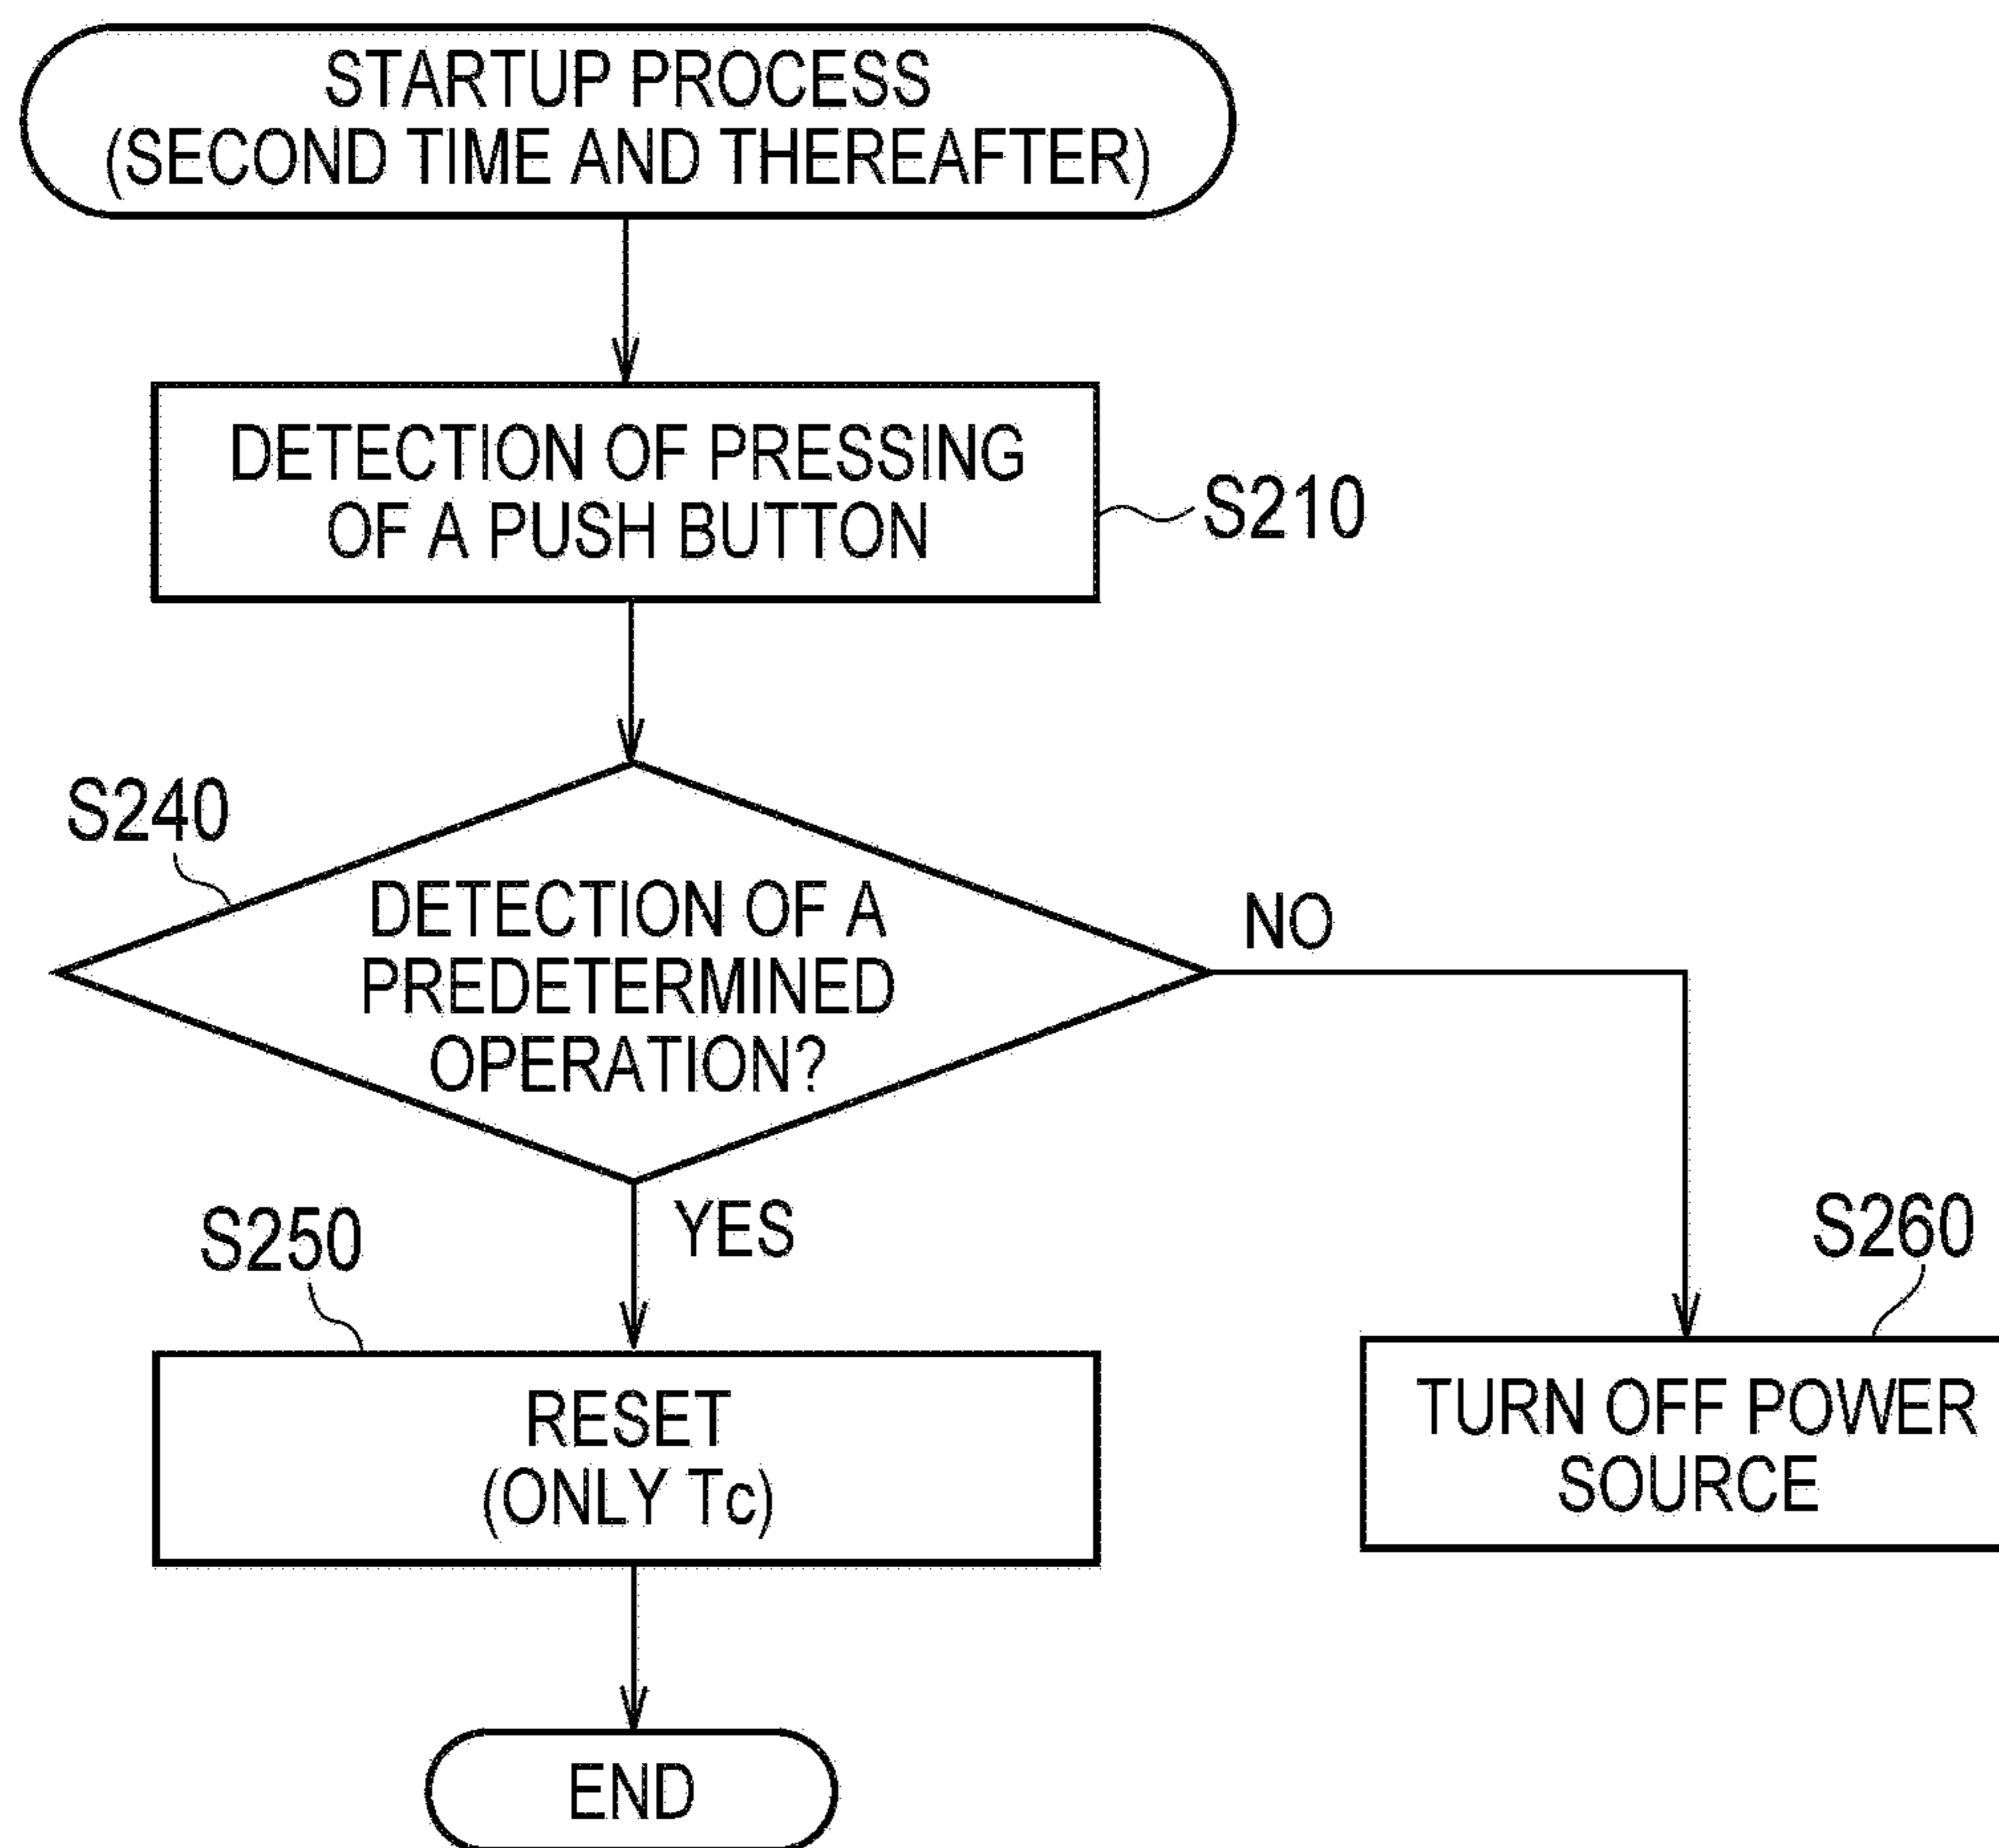 STARTUP PROCESS
(SECOND TIME AND THEREAFTER)
DETECTION OF PRESSING
OF A PUSH BUTTON
S210
S240
DETECTION OF A
PREDETERMINED
OPERATION?
NO
YES
S250
RESET
(ONLY Tc)
S260
TURN OFF POWER
SOURCE
END